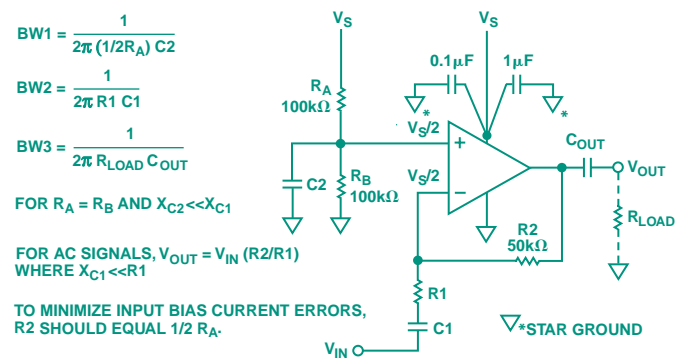 BW1 = 1 / 2π (1/2RA) C2
BW2 = 1 / 2π R1 C1
BW3 = 1 / 2π RLOAD COUT
FOR RA = RB AND XC2<<XC1
FOR AC SIGNALS, VOUT = VIN (R2/R1)
WHERE XC1<<R1
TO MINIMIZE INPUT BIAS CURRENT ERRORS,
R2 SHOULD EQUAL 1/2 RA.
VS
VS
0.1µF
1µF
*
*
RA
100kΩ
VS/2
+
COUT
VOUT
C2
RB
100kΩ
VS/2
–
RLOAD
R2
50kΩ
R1
C1
VIN
*STAR GROUND